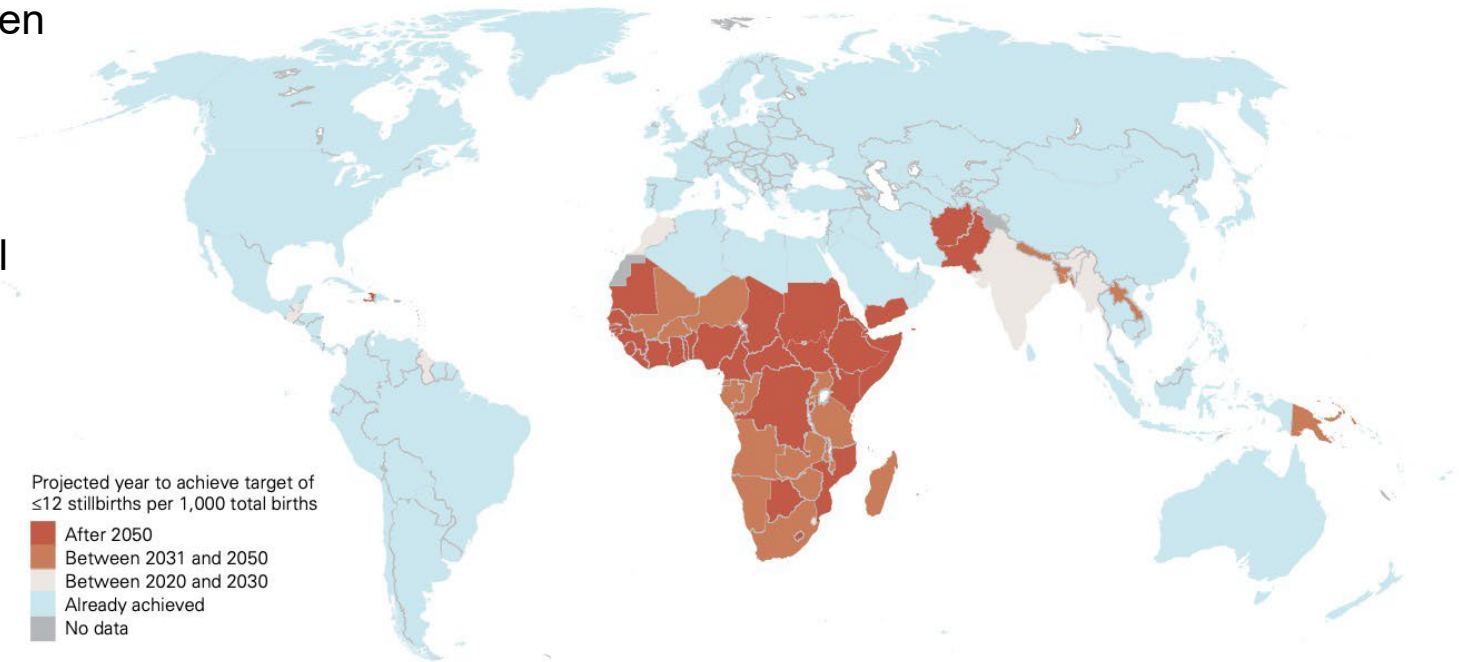 en
l
Projected year to achieve target of
≤12 stillbirths per 1,000 total births
After 2050
Between 2031 and 2050
Between 2020 and 2030
Already achieved
No data